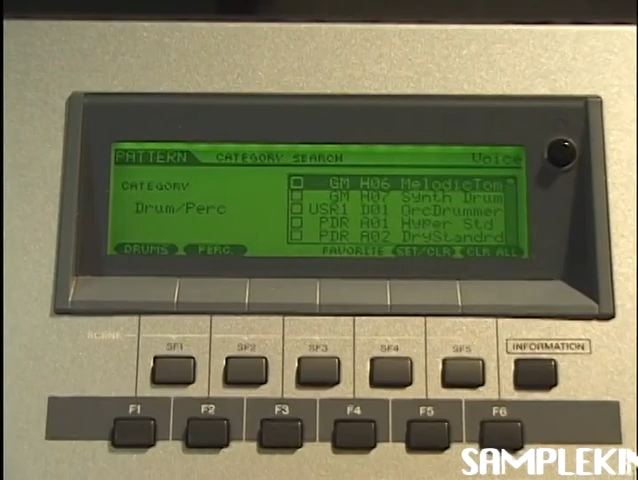 PATTERN CATEGORY SEARCH Voice
CATEGORY
Drum/Perc
GM H06 MelodicTom
GM H07 Synth Drum
USR1 D01 OrcDrummer
PDR A01 Hyper Std
PDR A02 DryStandrd
DRUMS PERC. FAVORITE SET/CLR CLR ALL
SCENE
SF1 SF2 SF3 SF4 SF5 INFORMATION
F1 F2 F3 F4 F5 F6
SAMPLEKIN